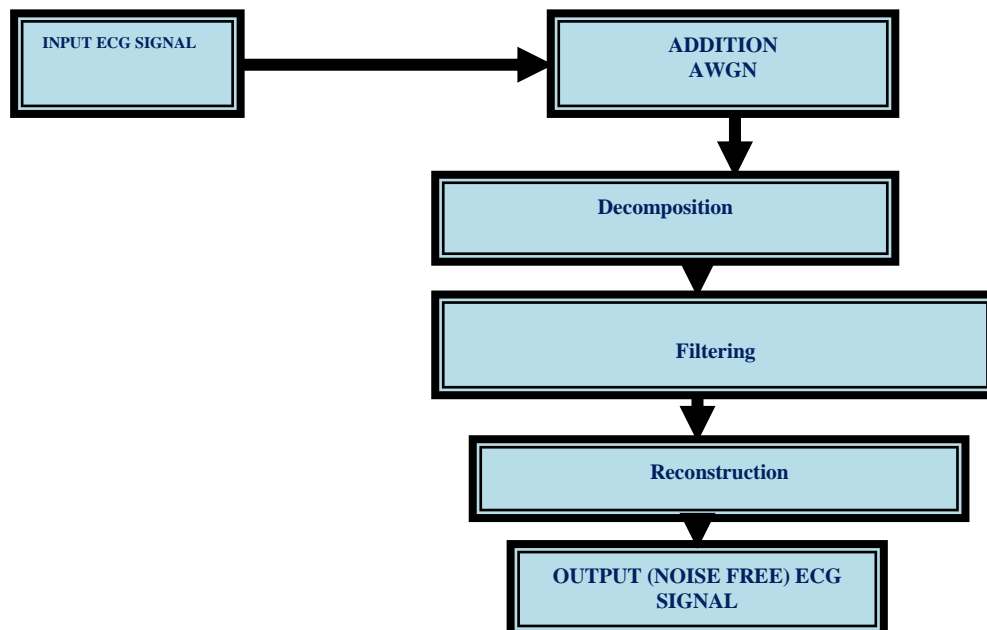 INPUT ECG SIGNAL
ADDITION
AWGN
Decomposition
Filtering
Reconstruction
OUTPUT (NOISE FREE) ECG
SIGNAL